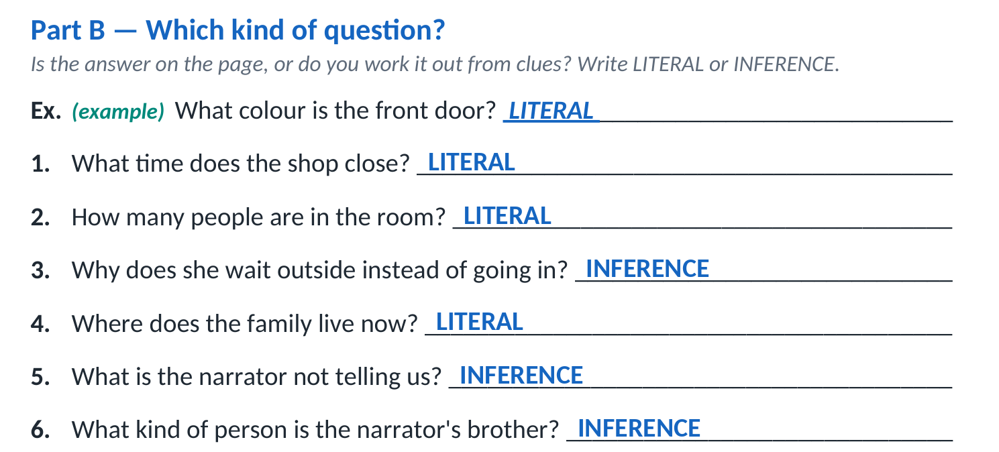 Part B — Which kind of question?
Is the answer on the page, or do you work it out from clues? Write LITERAL or INFERENCE.
Ex. (example) What colour is the front door? LITERAL
1. What time does the shop close? LITERAL
2. How many people are in the room? LITERAL
3. Why does she wait outside instead of going in? INFERENCE
4. Where does the family live now? LITERAL
5. What is the narrator not telling us? INFERENCE
6. What kind of person is the narrator's brother? INFERENCE